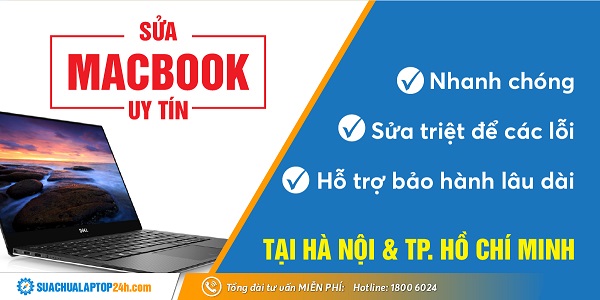 SỬA
MACBOOK
UY TÍN
Nhanh chóng
Sửa triệt để các lỗi
Hỗ trợ bảo hành lâu dài
TẠI HÀ NỘI & TP. HỒ CHÍ MINH
DELL
SUACHUALAPTOP24h.com
Tổng đài tư vấn MIỄN PHÍ: Hotline: 1800 6024